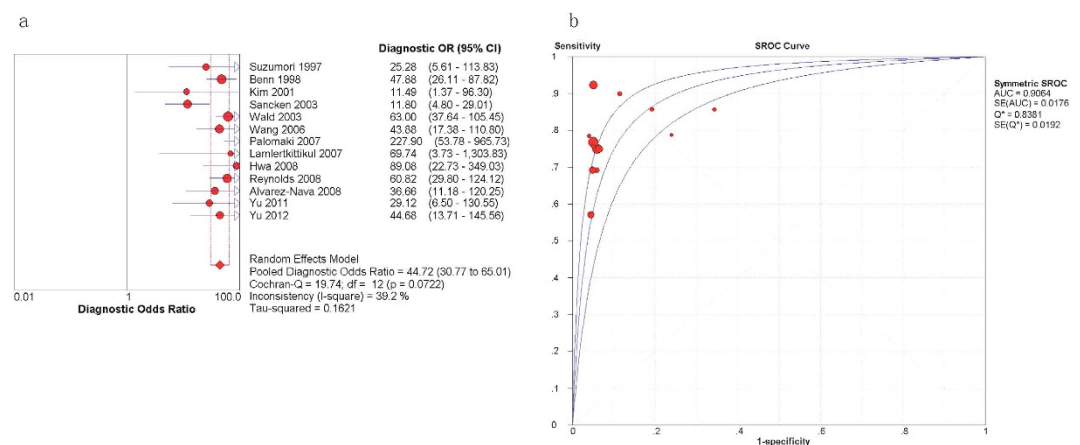 a
Diagnostic OR (95% CI)
Suzumori 1997 25.28 (5.61 - 113.83)
Benn 1998 47.88 (26.11 - 87.82)
Kim 2001 11.49 (1.37 - 96.30)
Sancken 2003 11.80 (4.80 - 29.01)
Wald 2003 63.00 (37.64 - 105.45)
Wang 2006 43.88 (17.38 - 110.80)
Palomaki 2007 227.90 (53.78 - 965.73)
Lamlertkittikul 2007 69.74 (3.73 - 1,303.83)
Hwa 2008 89.08 (22.73 - 349.03)
Reynolds 2008 60.82 (29.80 - 124.12)
Alvarez-Nava 2008 36.66 (11.18 - 120.25)
Yu 2011 29.12 (6.50 - 130.55)
Yu 2012 44.68 (13.71 - 145.56)
Random Effects Model
Pooled Diagnostic Odds Ratio = 44.72 (30.77 to 65.01)
Cochran-Q = 19.74; df = 12 (p = 0.0722)
Inconsistency (I-square) = 39.2 %
Tau-squared = 0.1621
0.01 1 100.0
Diagnostic Odds Ratio
b
Sensitivity SROC Curve
1
.9
.8
.7
.6
.5
.4
.3
.2
.1
0
0 .2 .4 .6 .8 1
1-specificity
Symmetric SROC
AUC = 0.9064
SE(AUC) = 0.0176
Q* = 0.8381
SE(Q*) = 0.0192